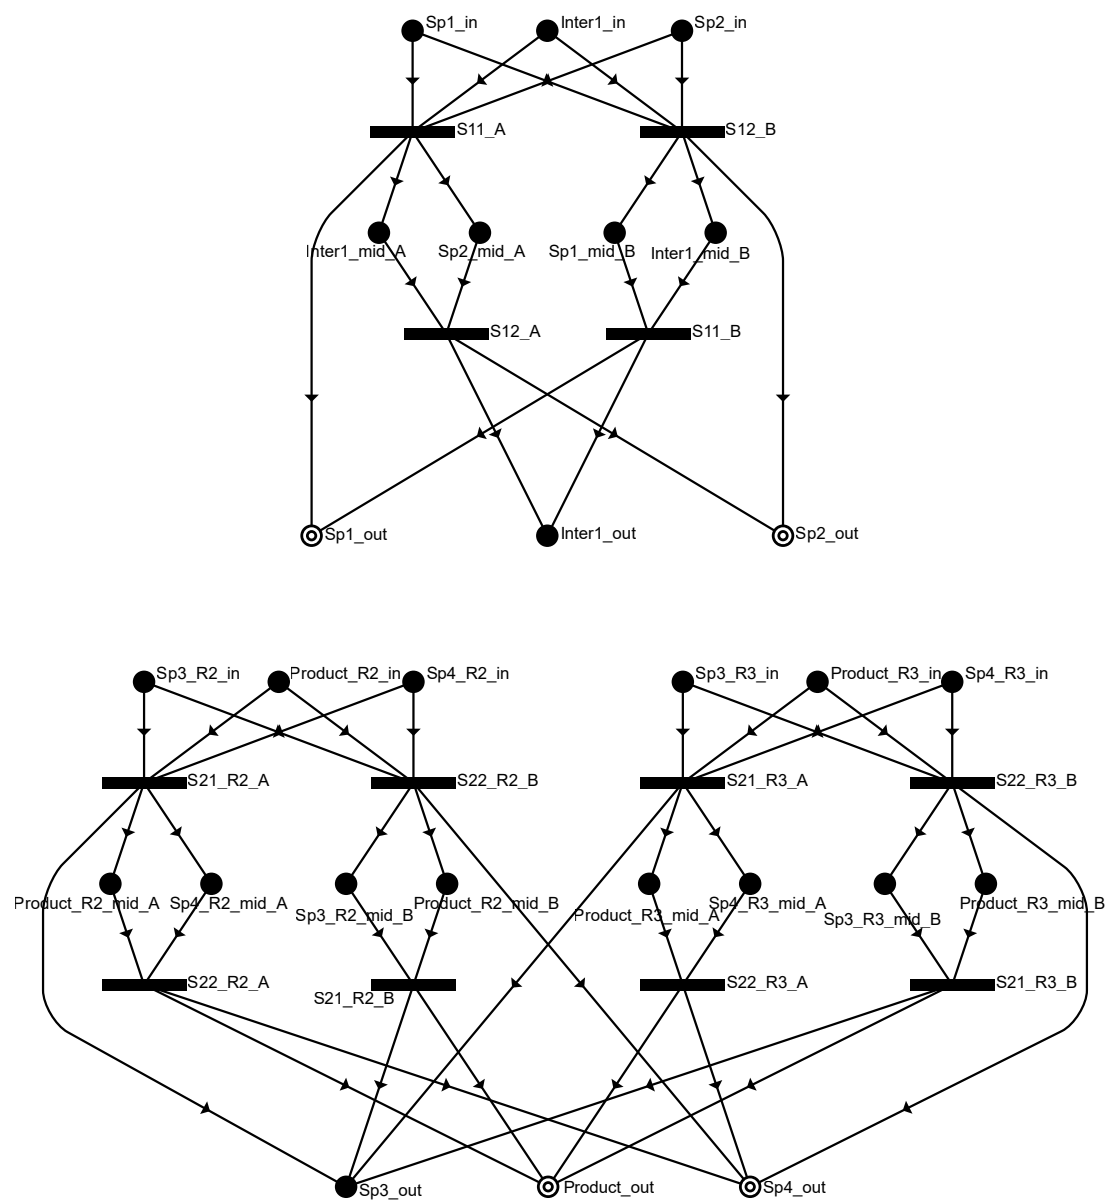 Sp1_in
Inter1_in
Sp2_in
S11_A
S12_B
Inter1_mid_A
Sp2_mid_A
Sp1_mid_B
Inter1_mid_B
S12_A
S11_B
Sp1_out
Inter1_out
Sp2_out
Sp3_R2_in
Product_R2_in
Sp4_R2_in
Sp3_R3_in
Product_R3_in
Sp4_R3_in
S21_R2_A
S22_R2_B
S21_R3_A
S22_R3_B
Product_R2_mid_A
Sp4_R2_mid_A
Sp3_R2_mid_B
Product_R2_mid_B
Product_R3_mid_A
Sp4_R3_mid_A
Sp3_R3_mid_B
Product_R3_mid_B
S22_R2_A
S21_R2_B
S22_R3_A
S21_R3_B
Sp3_out
Product_out
Sp4_out